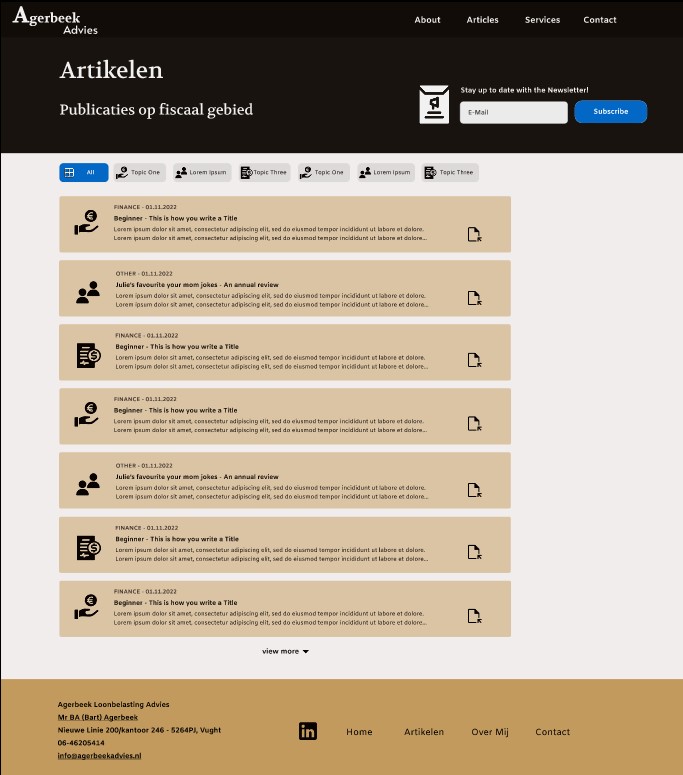 Agerbeek
Advies
About Articles Services Contact
Artikelen
Publicaties op fiscaal gebied
Stay up to date with the Newsletter!
E-Mail Subscribe
All Topic One Lorem Ipsum Topic Three Topic One Lorem Ipsum Topic Three
FINANCE - 01.11.2022
Beginner - This is how you write a Title
Lorem ipsum dolor sit amet, consectetur adipiscing elit, sed do eiusmod tempor incididunt ut labore et dolore.
Lorem ipsum dolor sit amet, consectetur adipiscing elit, sed do eiusmod tempor incididunt ut labore et dolore...
OTHER - 01.11.2022
Julie's favourite your mom jokes - An annual review
Lorem ipsum dolor sit amet, consectetur adipiscing elit, sed do eiusmod tempor incididunt ut labore et dolore.
Lorem ipsum dolor sit amet, consectetur adipiscing elit, sed do eiusmod tempor incididunt ut labore et dolore...
FINANCE - 01.11.2022
Beginner - This is how you write a Title
Lorem ipsum dolor sit amet, consectetur adipiscing elit, sed do eiusmod tempor incididunt ut labore et dolore.
Lorem ipsum dolor sit amet, consectetur adipiscing elit, sed do eiusmod tempor incididunt ut labore et dolore...
FINANCE - 01.11.2022
Beginner - This is how you write a Title
Lorem ipsum dolor sit amet, consectetur adipiscing elit, sed do eiusmod tempor incididunt ut labore et dolore.
Lorem ipsum dolor sit amet, consectetur adipiscing elit, sed do eiusmod tempor incididunt ut labore et dolore...
OTHER - 01.11.2022
Julie's favourite your mom jokes - An annual review
Lorem ipsum dolor sit amet, consectetur adipiscing elit, sed do eiusmod tempor incididunt ut labore et dolore.
Lorem ipsum dolor sit amet, consectetur adipiscing elit, sed do eiusmod tempor incididunt ut labore et dolore...
FINANCE - 01.11.2022
Beginner - This is how you write a Title
Lorem ipsum dolor sit amet, consectetur adipiscing elit, sed do eiusmod tempor incididunt ut labore et dolore.
Lorem ipsum dolor sit amet, consectetur adipiscing elit, sed do eiusmod tempor incididunt ut labore et dolore...
FINANCE - 01.11.2022
Beginner - This is how you write a Title
Lorem ipsum dolor sit amet, consectetur adipiscing elit, sed do eiusmod tempor incididunt ut labore et dolore.
Lorem ipsum dolor sit amet, consectetur adipiscing elit, sed do eiusmod tempor incididunt ut labore et dolore...
view more
Agerbeek Loonbelasting Advies
Mr BA (Bart) Agerbeek
Nieuwe Linie 200/kantoor 246 - 5264PJ, Vught
06-46205414
info@agerbeekadvies.nl
in Home Artikelen Over Mij Contact